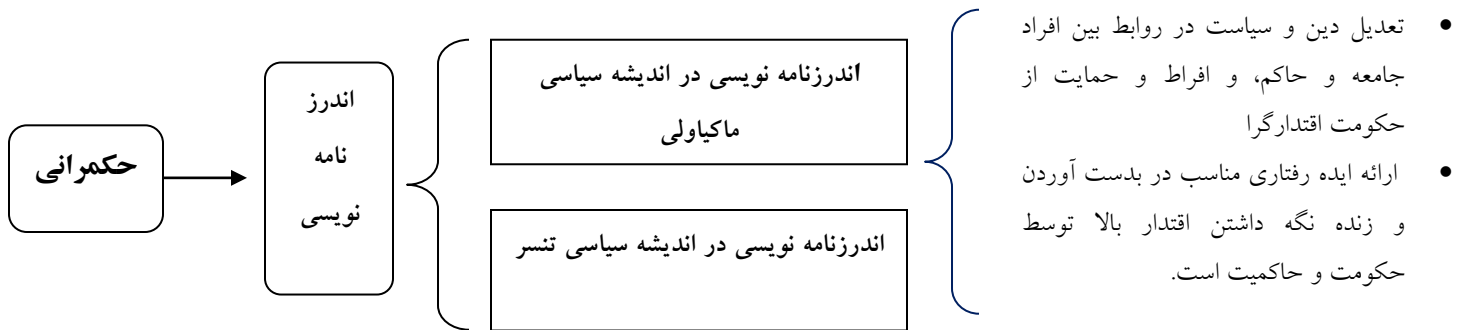 حکمرانی
اندرز
نامه
نویسی
اندرزنامه نویسی در اندیشه سیاسی
ماکیاولی
اندرزنامه نویسی در اندیشه سیاسی تنسر
• تعدیل دین و سیاست در روابط بین افراد
جامعه و حاکم، و افراط و حمایت از
حکومت اقتدارگرا
• ارائه ایده رفتاری مناسب در بدست آوردن
و زنده نگه داشتن اقتدار بالا توسط
حکومت و حاکمیت است.